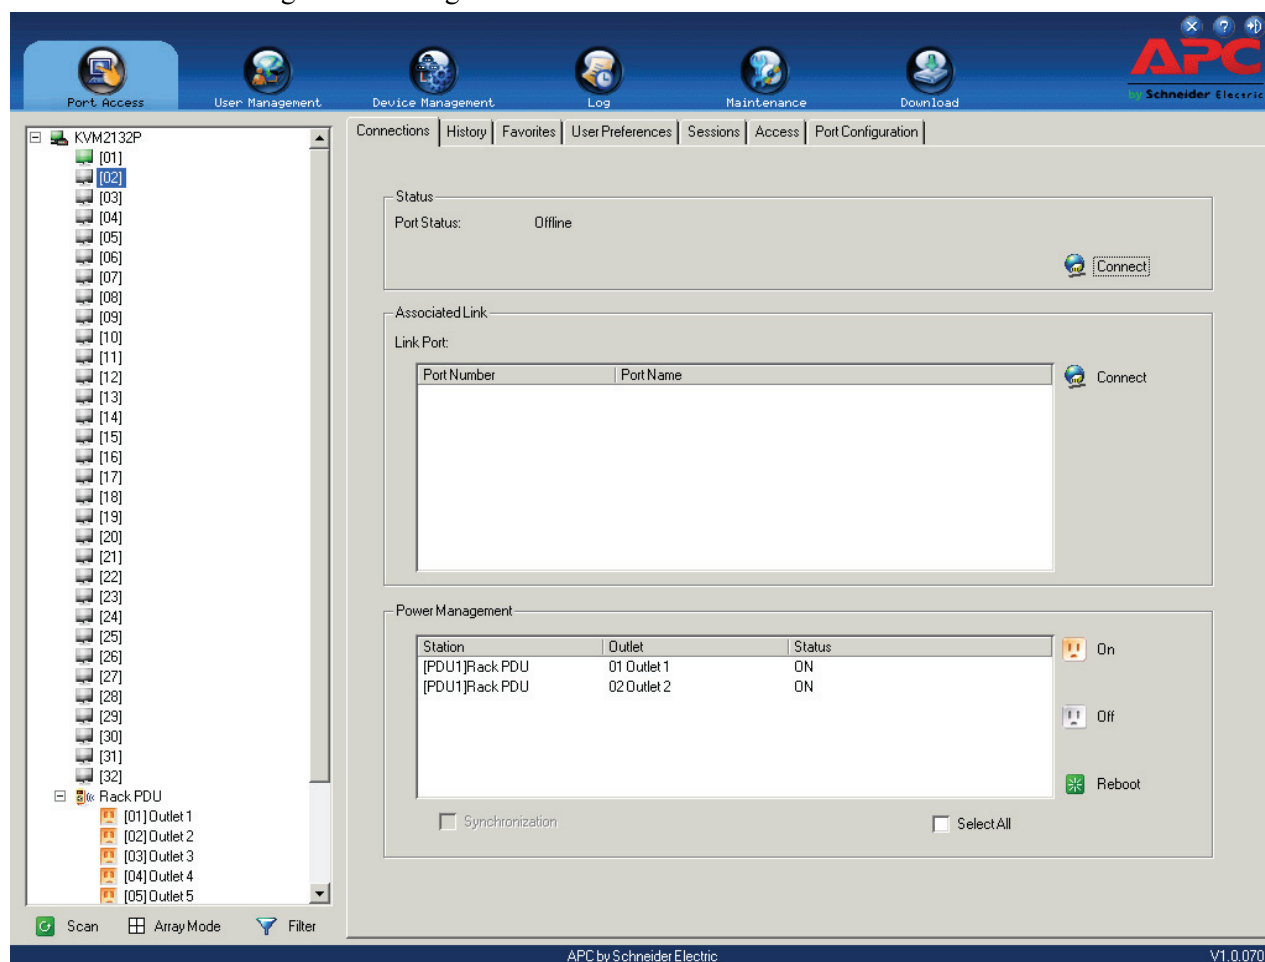 APC
by Schneider Electric
Port Access User Management Device Management Log Maintenance Download
Connections History Favorites User Preferences Sessions Access Port Configuration
KVM2132P
[01]
[02]
[03]
[04]
[05]
[06]
[07]
[08]
[09]
[10]
[11]
[12]
[13]
[14]
[15]
[16]
[17]
[18]
[19]
[20]
[21]
[22]
[23]
[24]
[25]
[26]
[27]
[28]
[29]
[30]
[31]
[32]
Rack PDU
[01] Outlet 1
[02] Outlet 2
[03] Outlet 3
[04] Outlet 4
[05] Outlet 5
Scan Array Mode Filter
Status
Port Status: Offline
Connect
Associated Link
Link Port:
Port Number Port Name
Connect
Power Management
Station Outlet Status
[PDU1]Rack PDU 01 Outlet 1 ON
[PDU1]Rack PDU 02 Outlet 2 ON
On
Off
Reboot
Synchronization Select All
APC by Schneider Electric V1.0.070